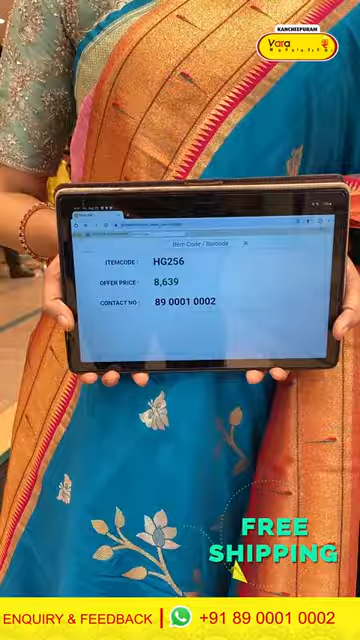 KANCHEEPURAM
Vara
Item Code / Barcode
ITEMCODE : HG256
OFFER PRICE : 8,639
CONTACT NO : 89 0001 0002
FREE
SHIPPING
ENQUIRY & FEEDBACK | +91 89 0001 0002